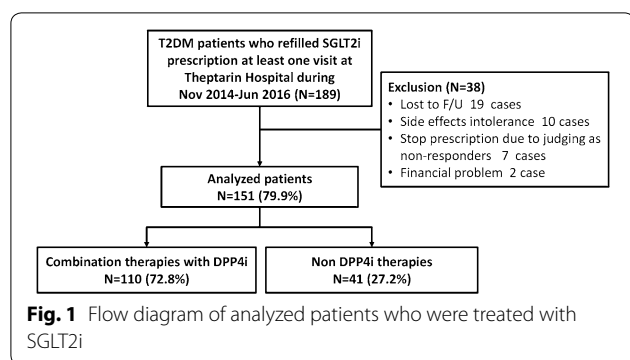 T2DM patients who refilled SGLT2i
prescription at least one visit at
Theptarin Hospital during
Nov 2014-Jun 2016 (N=189)
Exclusion (N=38)
• Lost to F/U 19 cases
• Side effects intolerance 10 cases
• Stop prescription due to judging as
non-responders 7 cases
• Financial problem 2 case
Analyzed patients
N=151 (79.9%)
Combination therapies with DPP4i
N=110 (72.8%)
Non DPP4i therapies
N=41 (27.2%)
Fig. 1 Flow diagram of analyzed patients who were treated with
SGLT2i